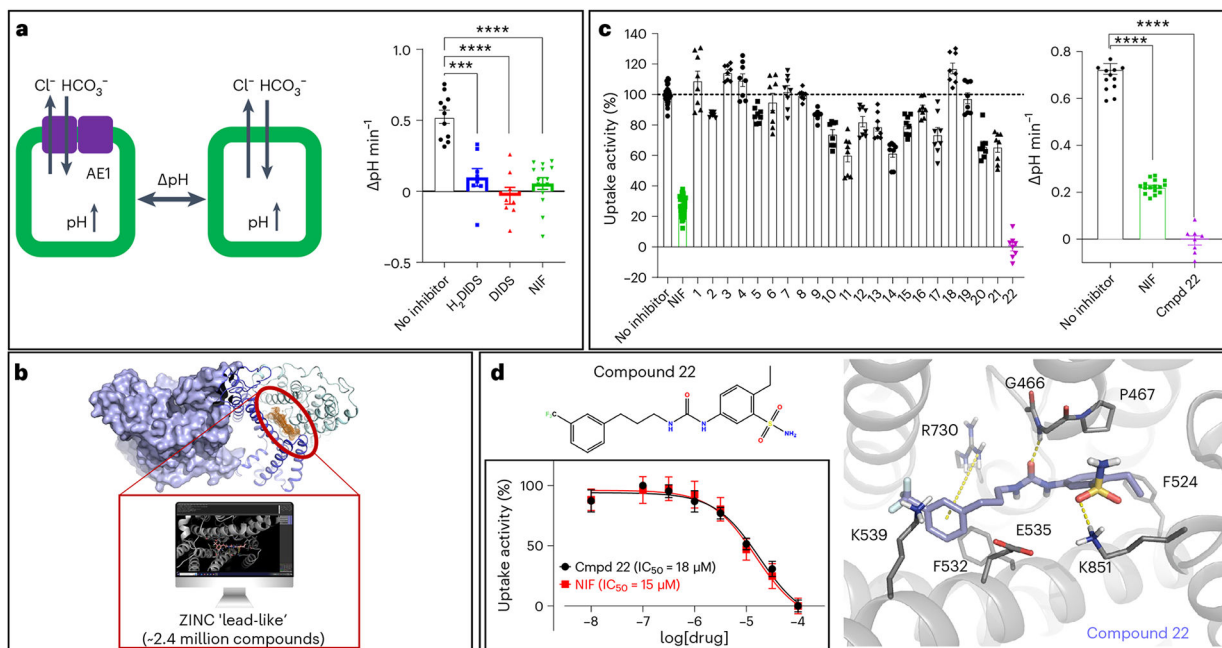 a
Cl⁻ HCO₃⁻
AE1
pH
ΔpH
Cl⁻ HCO₃⁻
pH
ΔpH min⁻¹
1.0
0.5
0
−0.5
****
****
***
No inhibitor
H₂DIDS
DIDS
NIF
c
Uptake activity (%)
140
120
100
80
60
40
20
0
−20
No inhibitor
NIF
1
2
3
4
5
6
7
8
9
10
11
12
13
14
15
16
17
18
19
20
21
22
ΔpH min⁻¹
0.8
0.6
0.4
0.2
0
****
****
No inhibitor
NIF
Cmpd 22
b
ZINC 'lead-like'
(~2.4 million compounds)
d
Compound 22
F₃C
O
N
H
N
H
O
S
O
NH₂
Uptake activity (%)
100
50
0
Cmpd 22 (IC₅₀ = 18 μM)
NIF (IC₅₀ = 15 μM)
−8 −7 −6 −5 −4
log[drug]
G466
P467
R730
F524
K539
E535
F532
K851
Compound 22